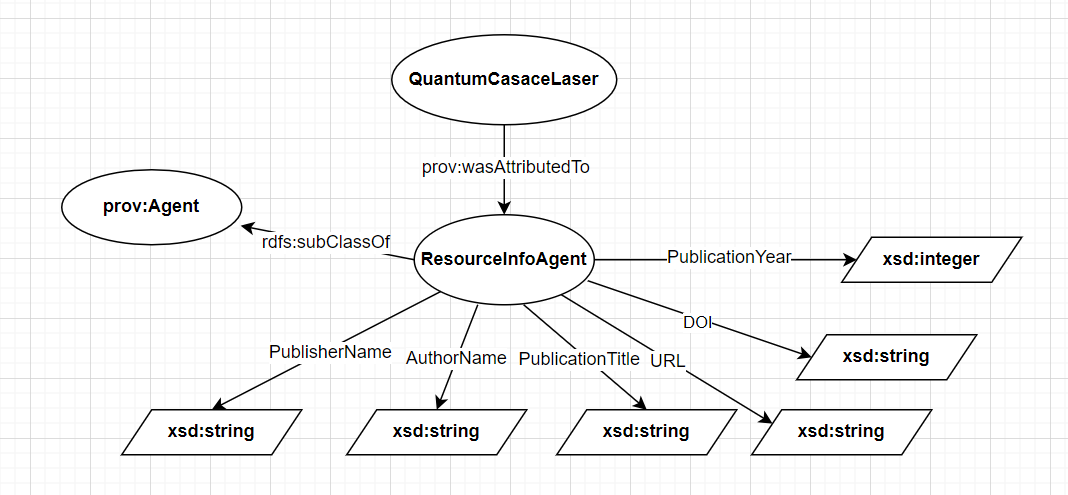 QuantumCasaceLaser
prov:wasAttributedTo
prov:Agent
rdfs:subClassOf
ResourceInfoAgent
PublicationYear
xsd:integer
DOI
xsd:string
PublisherName
AuthorName
PublicationTitle
URL
xsd:string
xsd:string
xsd:string
xsd:string